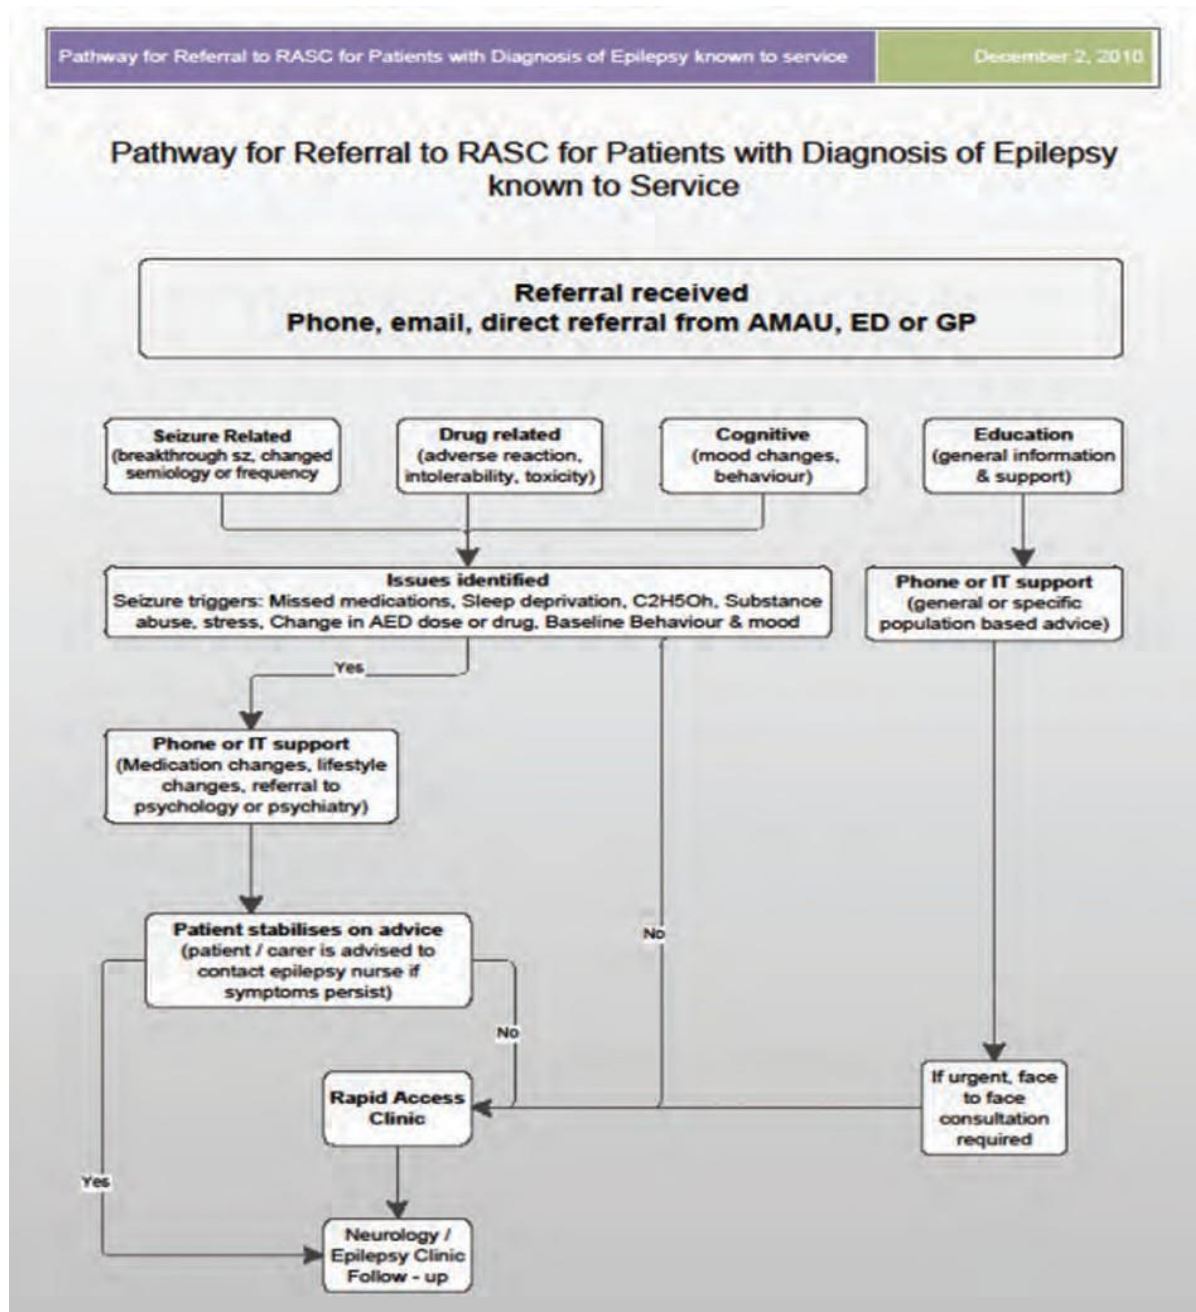 Pathway for Referral to RASC for Patients with Diagnosis of Epilepsy known to service
December 2, 2010
Pathway for Referral to RASC for Patients with Diagnosis of Epilepsy
known to Service
Referral received
Phone, email, direct referral from AMAU, ED or GP
Seizure Related
(breakthrough sz, changed
semiology or frequency
Drug related
(adverse reaction,
intolerability, toxicity)
Cognitive
(mood changes,
behaviour)
Education
(general information
& support)
Issues identified
Seizure triggers: Missed medications, Sleep deprivation, C2H5Oh, Substance
abuse, stress, Change in AED dose or drug, Baseline Behaviour & mood
Phone or IT support
(general or specific
population based advice)
Yes
Phone or IT support
(Medication changes, lifestyle
changes, referral to
psychology or psychiatry)
Patient stabilises on advice
(patient / carer is advised to
contact epilepsy nurse if
symptoms persist)
No
No
Rapid Access
Clinic
If urgent, face
to face
consultation
required
Yes
Neurology /
Epilepsy Clinic
Follow - up